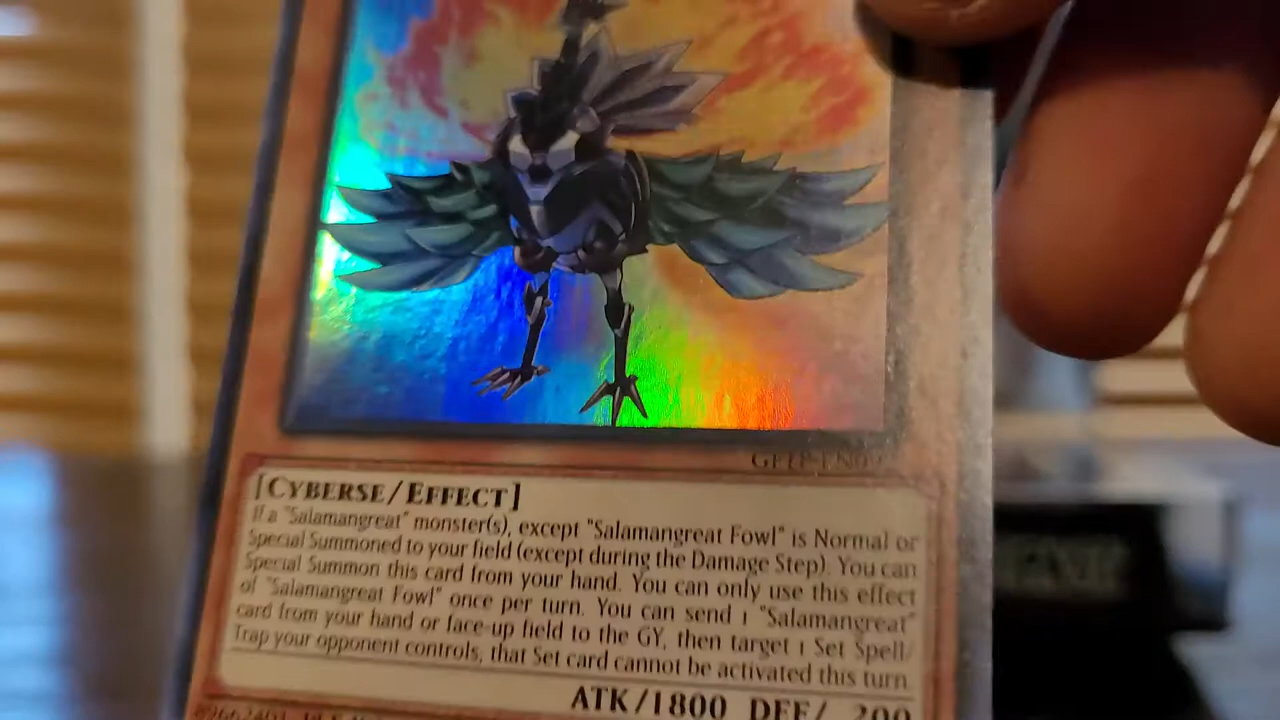 GFTP-EN0
[CYBERSE/EFFECT]
If a "Salamangreat" monster(s), except "Salamangreat Fowl" is Normal or
Special Summoned to your field (except during the Damage Step). You can
Special Summon this card from your hand. You can only use this effect
of "Salamangreat Fowl" once per turn. You can send 1 "Salamangreat"
card from your hand or face-up field to the GY, then target 1 Set Spell/
Trap your opponent controls, that Set card cannot be activated this turn.
ATK/1800 DEF/ 200